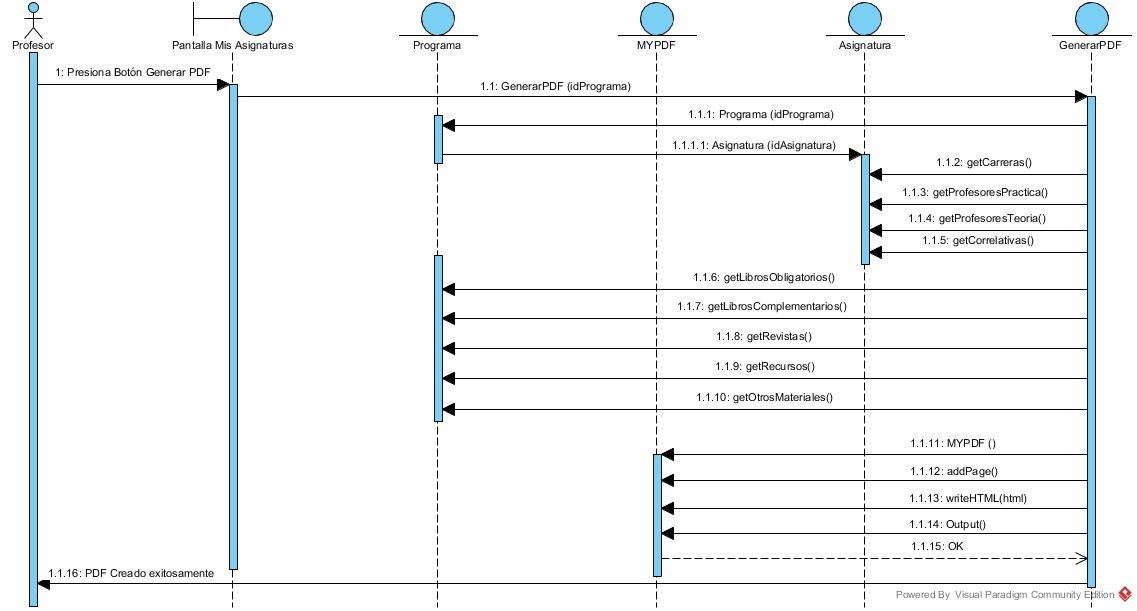 Profesor
Pantalla Mis Asignaturas
Programa
MYPDF
Asignatura
GenerarPDF
1: Presiona Botón Generar PDF
1.1: GenerarPDF (idPrograma)
1.1.1: Programa (idPrograma)
1.1.1.1: Asignatura (idAsignatura)
1.1.2: getCarreras()
1.1.3: getProfesoresPractica()
1.1.4: getProfesoresTeoria()
1.1.5: getCorrelativas()
1.1.6: getLibrosObligatorios()
1.1.7: getLibrosComplementarios()
1.1.8: getRevistas()
1.1.9: getRecursos()
1.1.10: getOtrosMateriales()
1.1.11: MYPDF ()
1.1.12: addPage()
1.1.13: writeHTML(html)
1.1.14: Output()
1.1.15: OK
1.1.16: PDF Creado exitosamente
Powered By Visual Paradigm Community Edition